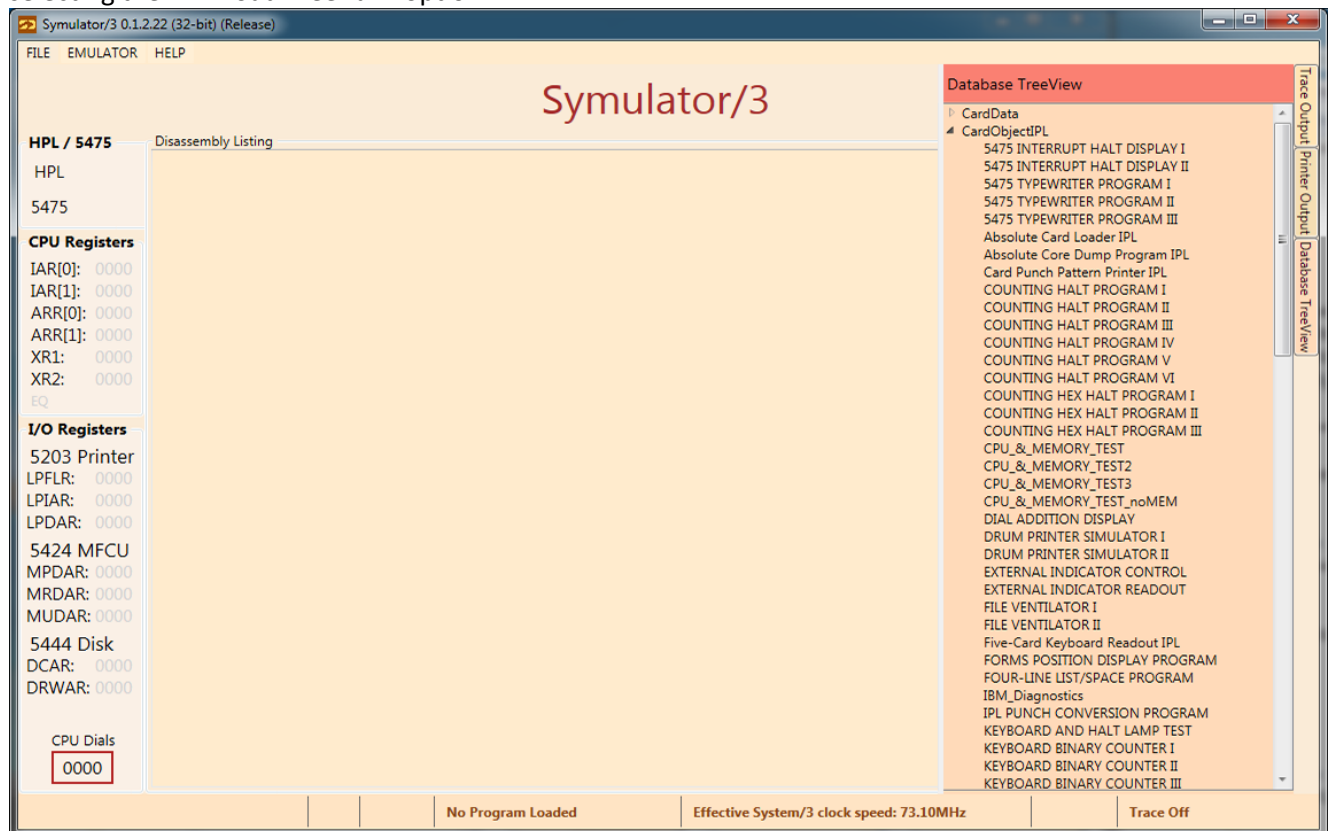 Symulator/3 0.1.2.22 (32-bit) (Release)
FILE EMULATOR HELP
Symulator/3
HPL / 5475
HPL
5475
CPU Registers
IAR[0]: 0000
IAR[1]: 0000
ARR[0]: 0000
ARR[1]: 0000
XR1: 0000
XR2: 0000
EQ
I/O Registers
5203 Printer
LPFLR: 0000
LPIAR: 0000
LPDAR: 0000
5424 MFCU
MPDAR: 0000
MRDAR: 0000
MUDAR: 0000
5444 Disk
DCAR: 0000
DRWAR: 0000
CPU Dials
0000
Disassembly Listing
Database TreeView
CardData
CardObjectIPL
5475 INTERRUPT HALT DISPLAY I
5475 INTERRUPT HALT DISPLAY II
5475 TYPEWRITER PROGRAM I
5475 TYPEWRITER PROGRAM II
5475 TYPEWRITER PROGRAM III
Absolute Card Loader IPL
Absolute Core Dump Program IPL
Card Punch Pattern Printer IPL
COUNTING HALT PROGRAM I
COUNTING HALT PROGRAM II
COUNTING HALT PROGRAM III
COUNTING HALT PROGRAM IV
COUNTING HALT PROGRAM V
COUNTING HALT PROGRAM VI
COUNTING HEX HALT PROGRAM I
COUNTING HEX HALT PROGRAM II
COUNTING HEX HALT PROGRAM III
CPU_&_MEMORY_TEST
CPU_&_MEMORY_TEST2
CPU_&_MEMORY_TEST3
CPU_&_MEMORY_TEST_noMEM
DIAL ADDITION DISPLAY
DRUM PRINTER SIMULATOR I
DRUM PRINTER SIMULATOR II
EXTERNAL INDICATOR CONTROL
EXTERNAL INDICATOR READOUT
FILE VENTILATOR I
FILE VENTILATOR II
Five-Card Keyboard Readout IPL
FORMS POSITION DISPLAY PROGRAM
FOUR-LINE LIST/SPACE PROGRAM
IBM_Diagnostics
IPL PUNCH CONVERSION PROGRAM
KEYBOARD AND HALT LAMP TEST
KEYBOARD BINARY COUNTER I
KEYBOARD BINARY COUNTER II
KEYBOARD BINARY COUNTER III
Trace Output
Printer Output
Database TreeView
No Program Loaded
Effective System/3 clock speed: 73.10MHz
Trace Off